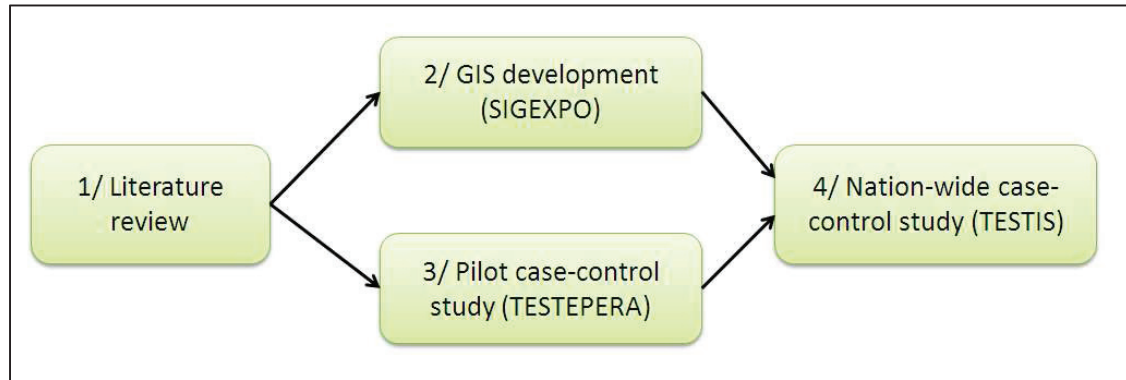 1/ Literature
review
2/ GIS development
(SIGEXPO)
3/ Pilot case-control
study (TESTEPERA)
4/ Nation-wide case-
control study (TESTIS)